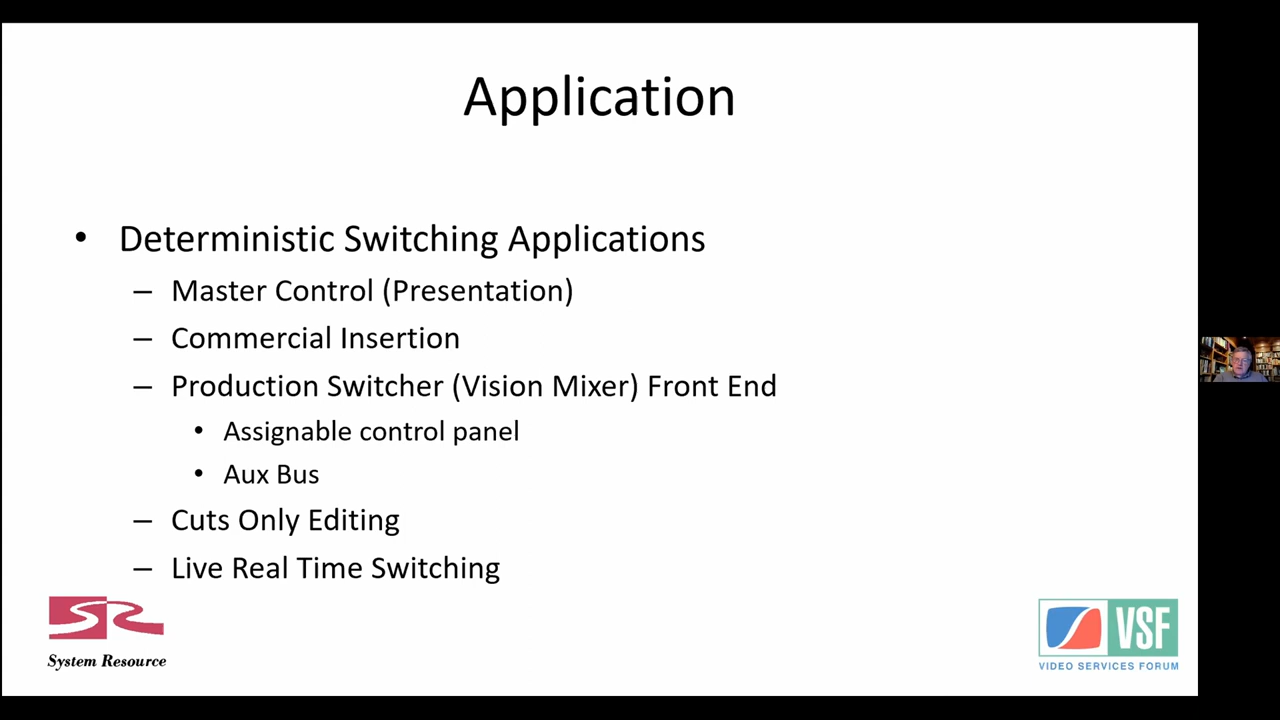 Application
• Deterministic Switching Applications
– Master Control (Presentation)
– Commercial Insertion
– Production Switcher (Vision Mixer) Front End
• Assignable control panel
• Aux Bus
– Cuts Only Editing
– Live Real Time Switching
SR
System Resource
VSF
VIDEO SERVICES FORUM